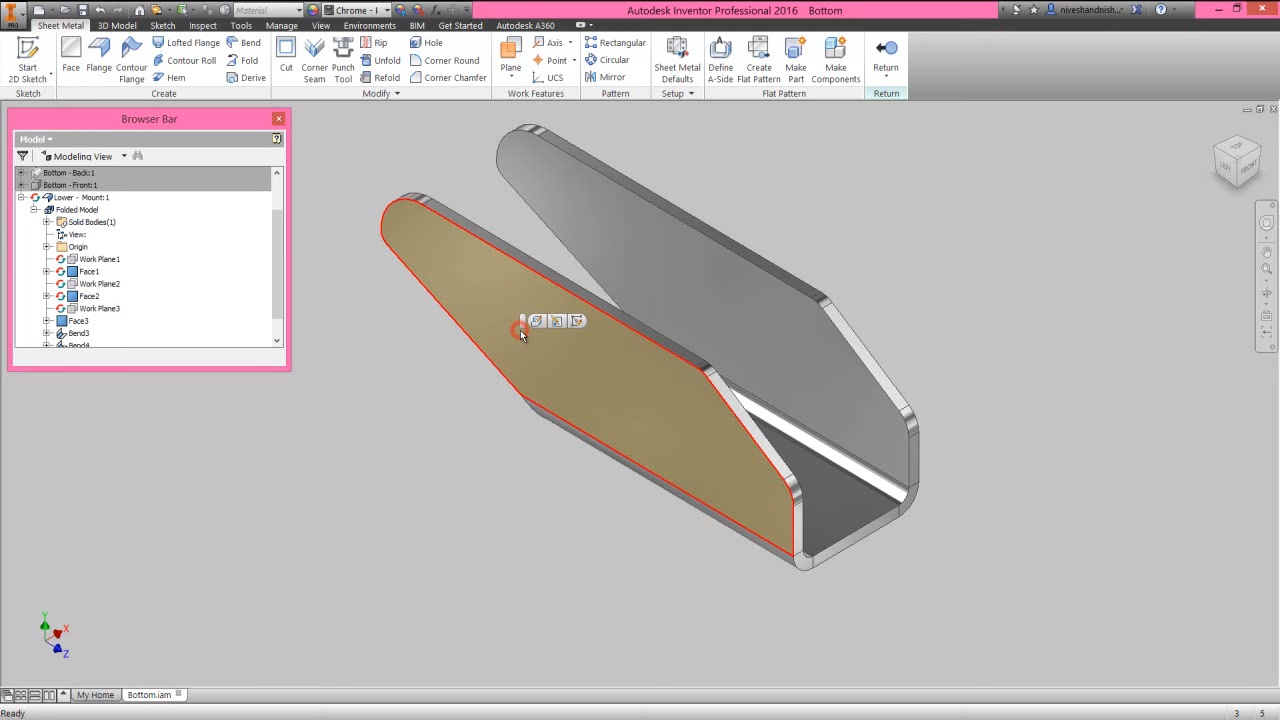 PRO
Material
Chrome - I
Autodesk Inventor Professional 2016   Bottom
niveshandnish...
Sheet Metal
3D Model
Sketch
Inspect
Tools
Manage
View
Environments
BIM
Get Started
Autodesk A360
Start
2D Sketch
Face
Flange
Contour
Flange
Lofted Flange
Contour Roll
Hem
Bend
Fold
Derive
Cut
Corner
Seam
Punch
Tool
Rip
Unfold
Refold
Hole
Corner Round
Corner Chamfer
Plane
Axis
Point
UCS
Rectangular
Circular
Mirror
Sheet Metal
Defaults
Define
A-Side
Create
Flat Pattern
Make
Part
Make
Components
Return
Sketch
Create
Modify
Work Features
Pattern
Setup
Flat Pattern
Return
Browser Bar
Model
Modeling View
Bottom - Back:1
Bottom - Front:1
Lower - Mount:1
Folded Model
Solid Bodies(1)
View:
Origin
Work Plane1
Face1
Work Plane2
Face2
Work Plane3
Face3
Bend3
Bend4
LEFT
FRONT
Y
X
Z
My Home
Bottom.iam
Ready
3
5